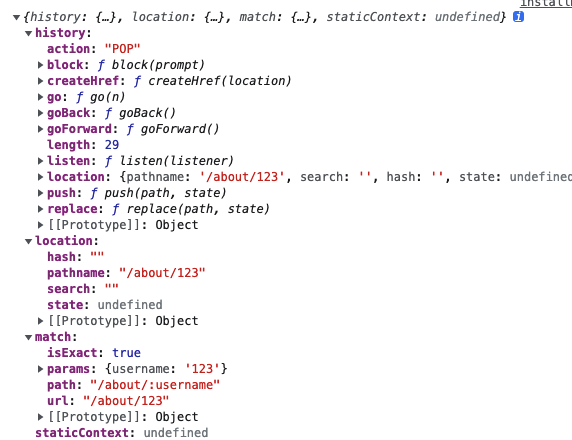 ▼{history: {…}, location: {…}, match: {…}, staticContext: undefined} i
▼history:
action: "POP"
▶block: ƒ block(prompt)
▶createHref: ƒ createHref(location)
▶go: ƒ go(n)
▶goBack: ƒ goBack()
▶goForward: ƒ goForward()
length: 29
▶listen: ƒ listen(listener)
▶location: {pathname: '/about/123', search: '', hash: '', state: undefined
▶push: ƒ push(path, state)
▶replace: ƒ replace(path, state)
▶[[Prototype]]: Object
▼location:
hash: ""
pathname: "/about/123"
search: ""
state: undefined
▶[[Prototype]]: Object
▼match:
isExact: true
▶params: {username: '123'}
path: "/about/:username"
url: "/about/123"
▶[[Prototype]]: Object
staticContext: undefined